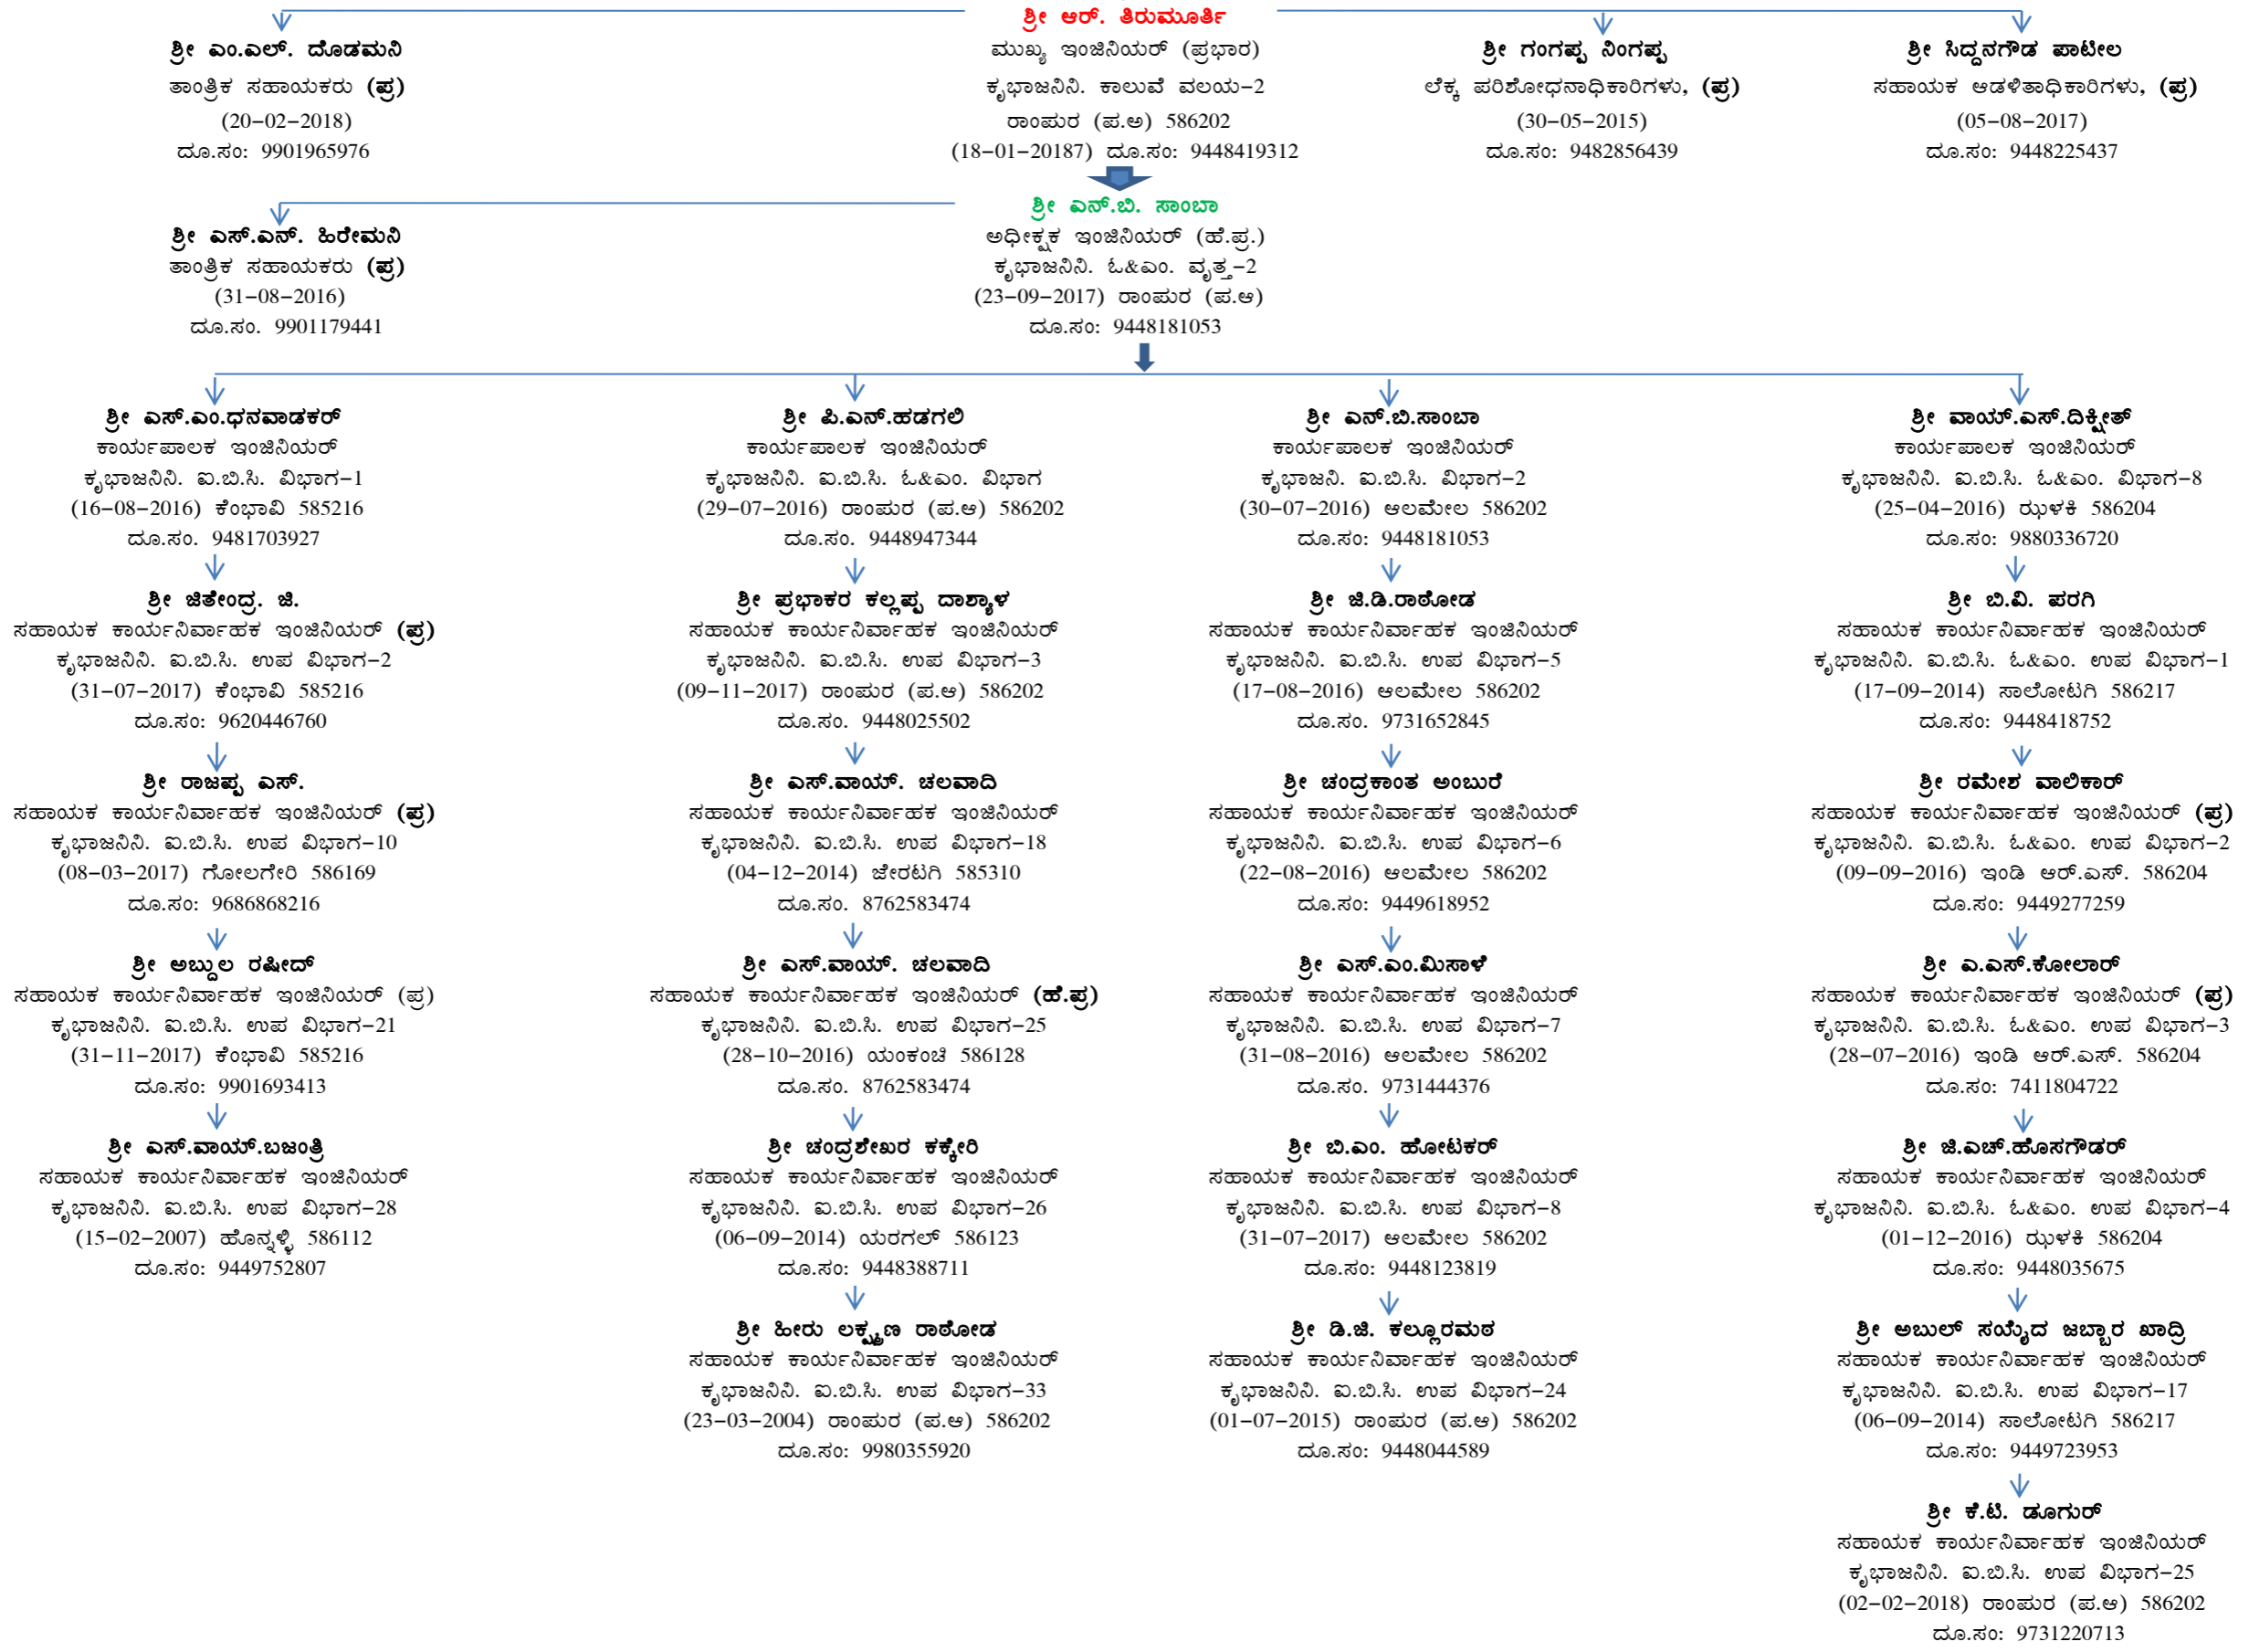 ಶ್ರೀ ಆರ್. ತಿರುಮೂರ್ತಿ
ಮುಖ್ಯ ಇಂಜಿನಿಯರ್ (ಪ್ರಭಾರ)
ಕೃಭಾಜನಿನಿ. ಕಾಲುವೆ ವಲಯ-2
ರಾಂಪುರ (ಪ.ಅ) 586202
(18-01-20187) ದೂ.ಸಂ: 9448419312
ಶ್ರೀ ಎಂ.ಎಲ್. ದೊಡಮನಿ
ತಾಂತ್ರಿಕ ಸಹಾಯಕರು (ಪ್ರ)
(20-02-2018)
ದೂ.ಸಂ: 9901965976
ಶ್ರೀ ಗಂಗಪ್ಪ ನಿಂಗಪ್ಪ
ಲೆಕ್ಕ ಪರಿಶೋಧನಾಧಿಕಾರಿಗಳು, (ಪ್ರ)
(30-05-2015)
ದೂ.ಸಂ: 9482856439
ಶ್ರೀ ಸಿದ್ದನಗೌಡ ಪಾಟೀಲ
ಸಹಾಯಕ ಆಡಳಿತಾಧಿಕಾರಿಗಳು, (ಪ್ರ)
(05-08-2017)
ದೂ.ಸಂ: 9448225437
ಶ್ರೀ ಎನ್.ಬಿ. ಸಾಂಬಾ
ಅಧೀಕ್ಷಕ ಇಂಜಿನಿಯರ್ (ಹೆ.ಪ್ರ.)
ಕೃಭಾಜನಿನಿ. ಓ&ಎಂ. ವೃತ್ತ-2
(23-09-2017) ರಾಂಪುರ (ಪ.ಆ)
ದೂ.ಸಂ: 9448181053
ಶ್ರೀ ಎಸ್.ಎನ್. ಹಿರೇಮನಿ
ತಾಂತ್ರಿಕ ಸಹಾಯಕರು (ಪ್ರ)
(31-08-2016)
ದೂ.ಸಂ. 9901179441
ಶ್ರೀ ಎಸ್.ಎಂ.ಧನವಾಡಕರ್
ಕಾರ್ಯಪಾಲಕ ಇಂಜಿನಿಯರ್
ಕೃಭಾಜನಿನಿ. ಐ.ಬಿ.ಸಿ. ವಿಭಾಗ-1
(16-08-2016) ಕೆಂಭಾವಿ 585216
ದೂ.ಸಂ. 9481703927
ಶ್ರೀ ಜಿತೇಂದ್ರ. ಜಿ.
ಸಹಾಯಕ ಕಾರ್ಯನಿರ್ವಾಹಕ ಇಂಜಿನಿಯರ್ (ಪ್ರ)
ಕೃಭಾಜನಿನಿ. ಐ.ಬಿ.ಸಿ. ಉಪ ವಿಭಾಗ-2
(31-07-2017) ಕೆಂಭಾವಿ 585216
ದೂ.ಸಂ: 9620446760
ಶ್ರೀ ರಾಜಪ್ಪ ಎಸ್.
ಸಹಾಯಕ ಕಾರ್ಯನಿರ್ವಾಹಕ ಇಂಜಿನಿಯರ್ (ಪ್ರ)
ಕೃಭಾಜನಿನಿ. ಐ.ಬಿ.ಸಿ. ಉಪ ವಿಭಾಗ-10
(08-03-2017) ಗೋಲಗೇರಿ 586169
ದೂ.ಸಂ: 9686868216
ಶ್ರೀ ಅಬ್ದುಲ ರಷೀದ್
ಸಹಾಯಕ ಕಾರ್ಯನಿರ್ವಾಹಕ ಇಂಜಿನಿಯರ್ (ಪ್ರ)
ಕೃಭಾಜನಿನಿ. ಐ.ಬಿ.ಸಿ. ಉಪ ವಿಭಾಗ-21
(31-11-2017) ಕೆಂಭಾವಿ 585216
ದೂ.ಸಂ: 9901693413
ಶ್ರೀ ಎಸ್.ವಾಯ್.ಬಜಂತ್ರಿ
ಸಹಾಯಕ ಕಾರ್ಯನಿರ್ವಾಹಕ ಇಂಜಿನಿಯರ್
ಕೃಭಾಜನಿನಿ. ಐ.ಬಿ.ಸಿ. ಉಪ ವಿಭಾಗ-28
(15-02-2007) ಹೊನ್ನಳ್ಳಿ 586112
ದೂ.ಸಂ: 9449752807
ಶ್ರೀ ಪಿ.ಎನ್.ಹಡಗಲಿ
ಕಾರ್ಯಪಾಲಕ ಇಂಜಿನಿಯರ್
ಕೃಭಾಜನಿನಿ. ಐ.ಬಿ.ಸಿ. ಓ&ಎಂ. ವಿಭಾಗ
(29-07-2016) ರಾಂಪುರ (ಪ.ಆ) 586202
ದೂ.ಸಂ. 9448947344
ಶ್ರೀ ಪ್ರಭಾಕರ ಕಲ್ಲಪ್ಪ ದಾಶ್ಯಾಳ
ಸಹಾಯಕ ಕಾರ್ಯನಿರ್ವಾಹಕ ಇಂಜಿನಿಯರ್
ಕೃಭಾಜನಿನಿ. ಐ.ಬಿ.ಸಿ. ಉಪ ವಿಭಾಗ-3
(09-11-2017) ರಾಂಪುರ (ಪ.ಆ) 586202
ದೂ.ಸಂ. 9448025502
ಶ್ರೀ ಎಸ್.ವಾಯ್. ಚಲವಾದಿ
ಸಹಾಯಕ ಕಾರ್ಯನಿರ್ವಾಹಕ ಇಂಜಿನಿಯರ್
ಕೃಭಾಜನಿನಿ. ಐ.ಬಿ.ಸಿ. ಉಪ ವಿಭಾಗ-18
(04-12-2014) ಜೇರಟಗಿ 585310
ದೂ.ಸಂ. 8762583474
ಶ್ರೀ ಎಸ್.ವಾಯ್. ಚಲವಾದಿ
ಸಹಾಯಕ ಕಾರ್ಯನಿರ್ವಾಹಕ ಇಂಜಿನಿಯರ್ (ಹೆ.ಪ್ರ)
ಕೃಭಾಜನಿನಿ. ಐ.ಬಿ.ಸಿ. ಉಪ ವಿಭಾಗ-25
(28-10-2016) ಯಂಕಂಚಿ 586128
ದೂ.ಸಂ. 8762583474
ಶ್ರೀ ಚಂದ್ರಶೇಖರ ಕಕ್ಕೇರಿ
ಸಹಾಯಕ ಕಾರ್ಯನಿರ್ವಾಹಕ ಇಂಜಿನಿಯರ್
ಕೃಭಾಜನಿನಿ. ಐ.ಬಿ.ಸಿ. ಉಪ ವಿಭಾಗ-26
(06-09-2014) ಯರಗಲ್ 586123
ದೂ.ಸಂ: 9448388711
ಶ್ರೀ ಹೀರು ಲಕ್ಷ್ಮಣ ರಾಠೋಡ
ಸಹಾಯಕ ಕಾರ್ಯನಿರ್ವಾಹಕ ಇಂಜಿನಿಯರ್
ಕೃಭಾಜನಿನಿ. ಐ.ಬಿ.ಸಿ. ಉಪ ವಿಭಾಗ-33
(23-03-2004) ರಾಂಪುರ (ಪ.ಆ) 586202
ದೂ.ಸಂ: 9980355920
ಶ್ರೀ ಎನ್.ಬಿ.ಸಾಂಬಾ
ಕಾರ್ಯಪಾಲಕ ಇಂಜಿನಿಯರ್
ಕೃಭಾಜನಿ. ಐ.ಬಿ.ಸಿ. ವಿಭಾಗ-2
(30-07-2016) ಆಲಮೇಲ 586202
ದೂ.ಸಂ: 9448181053
ಶ್ರೀ ಜಿ.ಡಿ.ರಾಠೋಡ
ಸಹಾಯಕ ಕಾರ್ಯನಿರ್ವಾಹಕ ಇಂಜಿನಿಯರ್
ಕೃಭಾಜನಿನಿ. ಐ.ಬಿ.ಸಿ. ಉಪ ವಿಭಾಗ-5
(17-08-2016) ಆಲಮೇಲ 586202
ದೂ.ಸಂ. 9731652845
ಶ್ರೀ ಚಂದ್ರಕಾಂತ ಅಂಬುರೆ
ಸಹಾಯಕ ಕಾರ್ಯನಿರ್ವಾಹಕ ಇಂಜಿನಿಯರ್
ಕೃಭಾಜನಿನಿ. ಐ.ಬಿ.ಸಿ. ಉಪ ವಿಭಾಗ-6
(22-08-2016) ಆಲಮೇಲ 586202
ದೂ.ಸಂ: 9449618952
ಶ್ರೀ ಎಸ್.ಎಂ.ಮಿಸಾಳೆ
ಸಹಾಯಕ ಕಾರ್ಯನಿರ್ವಾಹಕ ಇಂಜಿನಿಯರ್
ಕೃಭಾಜನಿನಿ. ಐ.ಬಿ.ಸಿ. ಉಪ ವಿಭಾಗ-7
(31-08-2016) ಆಲಮೇಲ 586202
ದೂ.ಸಂ. 9731444376
ಶ್ರೀ ಬಿ.ಎಂ. ಹೋಟಕರ್
ಸಹಾಯಕ ಕಾರ್ಯನಿರ್ವಾಹಕ ಇಂಜಿನಿಯರ್
ಕೃಭಾಜನಿನಿ. ಐ.ಬಿ.ಸಿ. ಉಪ ವಿಭಾಗ-8
(31-07-2017) ಆಲಮೇಲ 586202
ದೂ.ಸಂ: 9448123819
ಶ್ರೀ ಡಿ.ಜಿ. ಕಲ್ಲೂರಮಠ
ಸಹಾಯಕ ಕಾರ್ಯನಿರ್ವಾಹಕ ಇಂಜಿನಿಯರ್
ಕೃಭಾಜನಿನಿ. ಐ.ಬಿ.ಸಿ. ಉಪ ವಿಭಾಗ-24
(01-07-2015) ರಾಂಪುರ (ಪ.ಆ) 586202
ದೂ.ಸಂ: 9448044589
ಶ್ರೀ ವಾಯ್.ಎಸ್.ದಿಕ್ಷೀತ್
ಕಾರ್ಯಪಾಲಕ ಇಂಜಿನಿಯರ್
ಕೃಭಾಜನಿನಿ. ಐ.ಬಿ.ಸಿ. ಓ&ಎಂ. ವಿಭಾಗ-8
(25-04-2016) ಝಳಕಿ 586204
ದೂ.ಸಂ: 9880336720
ಶ್ರೀ ಬಿ.ವಿ. ಪರಗಿ
ಸಹಾಯಕ ಕಾರ್ಯನಿರ್ವಾಹಕ ಇಂಜಿನಿಯರ್
ಕೃಭಾಜನಿನಿ. ಐ.ಬಿ.ಸಿ. ಓ&ಎಂ. ಉಪ ವಿಭಾಗ-1
(17-09-2014) ಸಾಲೋಟಗಿ 586217
ದೂ.ಸಂ: 9448418752
ಶ್ರೀ ರಮೇಶ ವಾಲಿಕಾರ್
ಸಹಾಯಕ ಕಾರ್ಯನಿರ್ವಾಹಕ ಇಂಜಿನಿಯರ್ (ಪ್ರ)
ಕೃಭಾಜನಿನಿ. ಐ.ಬಿ.ಸಿ. ಓ&ಎಂ. ಉಪ ವಿಭಾಗ-2
(09-09-2016) ಇಂಡಿ ಆರ್.ಎಸ್. 586204
ದೂ.ಸಂ: 9449277259
ಶ್ರೀ ಎ.ಎಸ್.ಕೋಲಾರ್
ಸಹಾಯಕ ಕಾರ್ಯನಿರ್ವಾಹಕ ಇಂಜಿನಿಯರ್ (ಪ್ರ)
ಕೃಭಾಜನಿನಿ. ಐ.ಬಿ.ಸಿ. ಓ&ಎಂ. ಉಪ ವಿಭಾಗ-3
(28-07-2016) ಇಂಡಿ ಆರ್.ಎಸ್. 586204
ದೂ.ಸಂ: 7411804722
ಶ್ರೀ ಜಿ.ಎಚ್.ಹೊಸಗೌಡರ್
ಸಹಾಯಕ ಕಾರ್ಯನಿರ್ವಾಹಕ ಇಂಜಿನಿಯರ್
ಕೃಭಾಜನಿನಿ. ಐ.ಬಿ.ಸಿ. ಓ&ಎಂ. ಉಪ ವಿಭಾಗ-4
(01-12-2016) ಝಳಕಿ 586204
ದೂ.ಸಂ: 9448035675
ಶ್ರೀ ಅಬುಲ್ ಸಯ್ಯೆದ ಜಬ್ಬಾರ ಖಾದ್ರಿ
ಸಹಾಯಕ ಕಾರ್ಯನಿರ್ವಾಹಕ ಇಂಜಿನಿಯರ್
ಕೃಭಾಜನಿನಿ. ಐ.ಬಿ.ಸಿ. ಉಪ ವಿಭಾಗ-17
(06-09-2014) ಸಾಲೋಟಗಿ 586217
ದೂ.ಸಂ: 9449723953
ಶ್ರೀ ಕೆ.ಟಿ. ಡೂಗುರ್
ಸಹಾಯಕ ಕಾರ್ಯನಿರ್ವಾಹಕ ಇಂಜಿನಿಯರ್
ಕೃಭಾಜನಿನಿ. ಐ.ಬಿ.ಸಿ. ಉಪ ವಿಭಾಗ-25
(02-02-2018) ರಾಂಪುರ (ಪ.ಆ) 586202
ದೂ.ಸಂ: 9731220713